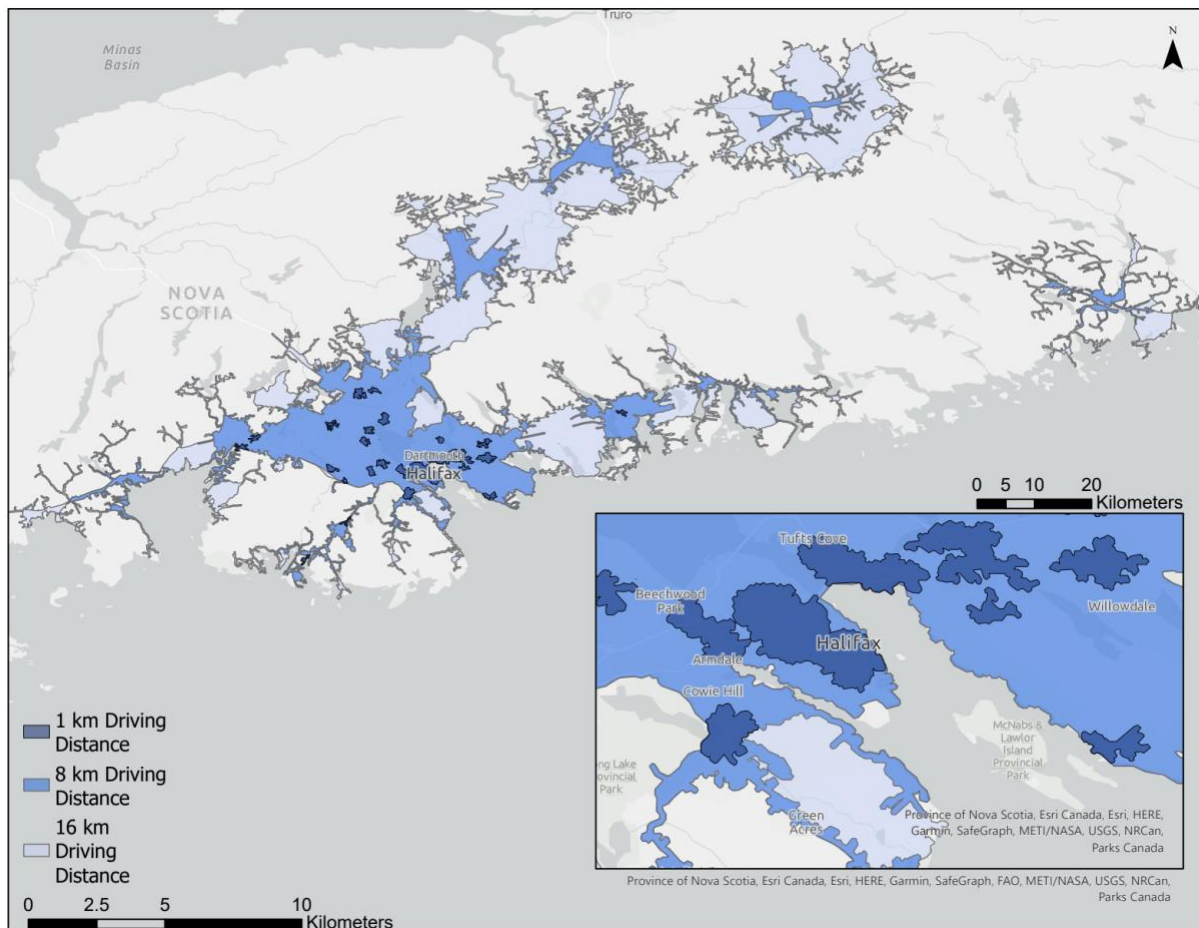 Truro
N
Minas
Basin
NOVA
SCOTIA
Dartmouth
Halifax
0 5 10 20
Kilometers
Tufts Cove
Beechwood
Park
Willowdale
Halifax
Armdale
Cowie Hill
McNabs &
Lawlor
Island
Provincial
Park
ng Lake
rovincial
Park
Green
Acres
Province of Nova Scotia, Esri Canada, Esri, HERE,
Garmin, SafeGraph, METI/NASA, USGS, NRCan,
Parks Canada
1 km Driving
Distance
8 km Driving
Distance
16 km
Driving
Distance
Province of Nova Scotia, Esri Canada, Esri, HERE, Garmin, SafeGraph, FAO, METI/NASA, USGS, NRCan,
Parks Canada
0 2.5 5 10
Kilometers